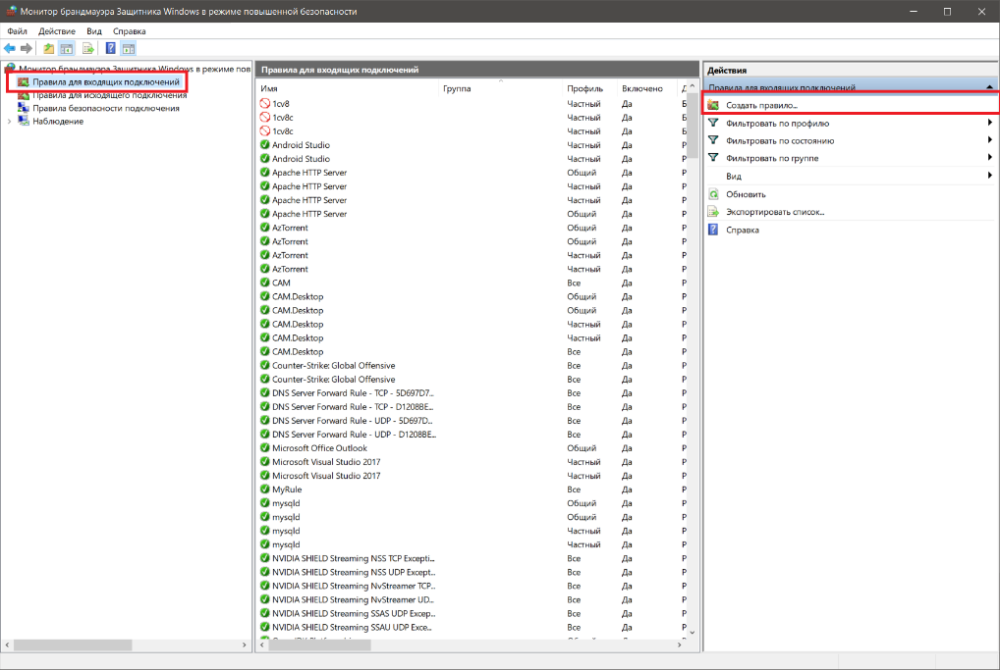 Монитор брандмауэра Защитника Windows в режиме повышенной безопасности
Файл Действие Вид Справка
Монитор брандмауэра Защитника Windows в режиме пов
Правила для входящих подключений
Правила для исходящего подключения
Правила безопасности подключения
Наблюдение
Правила для входящих подключений
Имя Группа Профиль Включено Д
1cv8 Частный Да Б
1cv8c Частный Да Б
1cv8c Частный Да Б
Android Studio Частный Да Р
Android Studio Частный Да Р
Apache HTTP Server Общий Да Р
Apache HTTP Server Частный Да Р
Apache HTTP Server Частный Да Р
Apache HTTP Server Общий Да Р
AzTorrent Общий Да Р
AzTorrent Общий Да Р
AzTorrent Частный Да Р
AzTorrent Частный Да Р
CAM Все Да Р
CAM.Desktop Общий Да Р
CAM.Desktop Общий Да Р
CAM.Desktop Частный Да Р
CAM.Desktop Частный Да Р
CAM.Desktop Все Да Р
Counter-Strike: Global Offensive Все Да Р
Counter-Strike: Global Offensive Все Да Р
DNS Server Forward Rule - TCP - 5D697D7... Все Да Р
DNS Server Forward Rule - TCP - D1208BE... Все Да Р
DNS Server Forward Rule - UDP - 5D697D... Все Да Р
DNS Server Forward Rule - UDP - D1208BE... Все Да Р
Microsoft Office Outlook Общий Да Р
Microsoft Visual Studio 2017 Частный Да Р
Microsoft Visual Studio 2017 Частный Да Р
MyRule Все Да Р
mysqld Общий Да Р
mysqld Общий Да Р
mysqld Частный Да Р
mysqld Частный Да Р
NVIDIA SHIELD Streaming NSS TCP Excepti... Все Да Р
NVIDIA SHIELD Streaming NSS UDP Except... Все Да Р
NVIDIA SHIELD Streaming NvStreamer TCP... Все Да Р
NVIDIA SHIELD Streaming NvStreamer UD... Все Да Р
NVIDIA SHIELD Streaming SSAS UDP Excep... Все Да Р
NVIDIA SHIELD Streaming SSAU UDP Exce... Все Да Р
Действия
Правила для входящих подключений
Создать правило...
Фильтровать по профилю
Фильтровать по состоянию
Фильтровать по группе
Вид
Обновить
Экспортировать список...
Справка